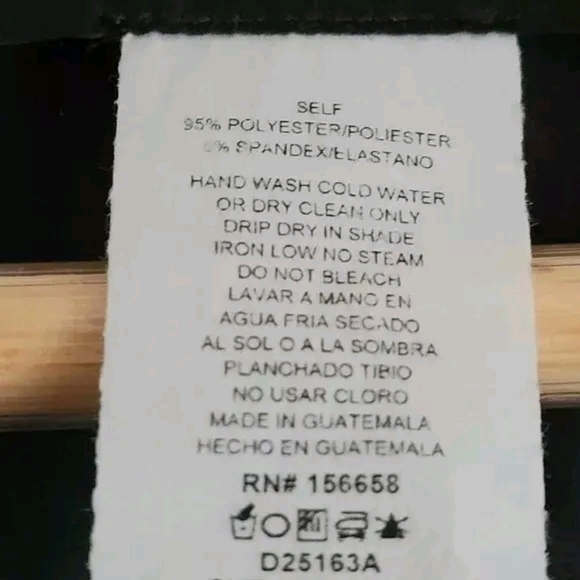 SELF
95% POLYESTER/POLIESTER
% SPANDEX/ELASTANO
HAND WASH COLD WATER
OR DRY CLEAN ONLY
DRIP DRY IN SHADE
IRON LOW NO STEAM
DO NOT BLEACH
LAVAR A MANO EN
AGUA FRIA SECADO
AL SOL O A LA SOMBRA
PLANCHADO TIBIO
NO USAR CLORO
MADE IN GUATEMALA
HECHO EN GUATEMALA
RN# 156658
D25163A